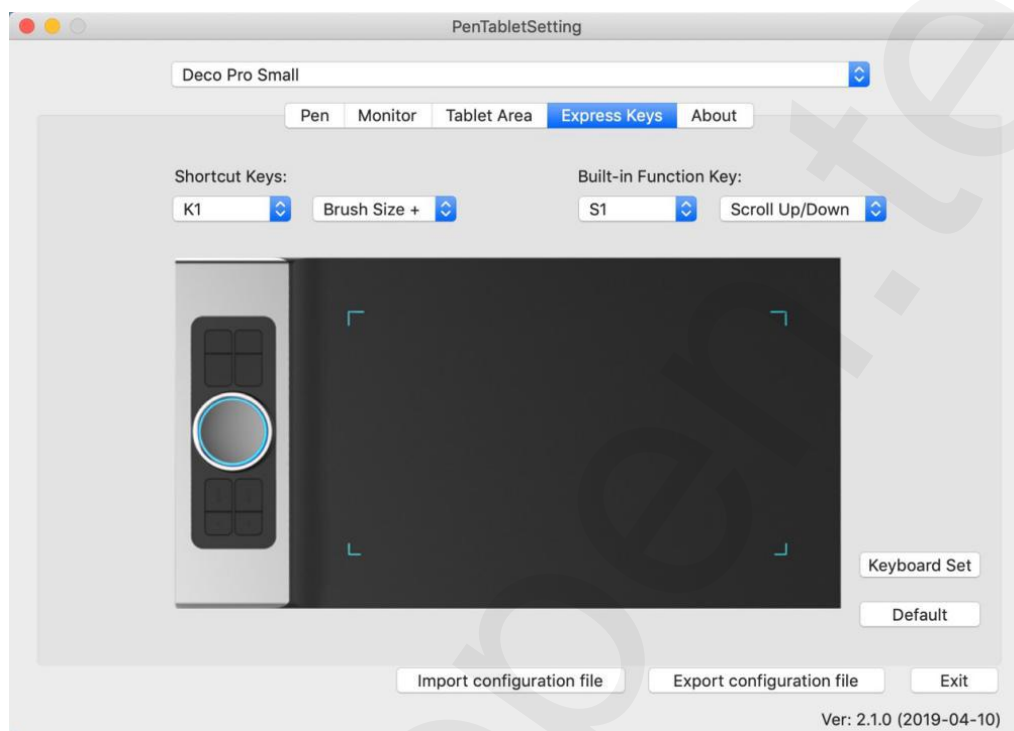 PenTabletSetting
Deco Pro Small
Pen Monitor Tablet Area Express Keys About
Shortcut Keys: Built-in Function Key:
K1 Brush Size + S1 Scroll Up/Down
Keyboard Set
Default
Import configuration file Export configuration file Exit
Ver: 2.1.0 (2019-04-10)
pen.te